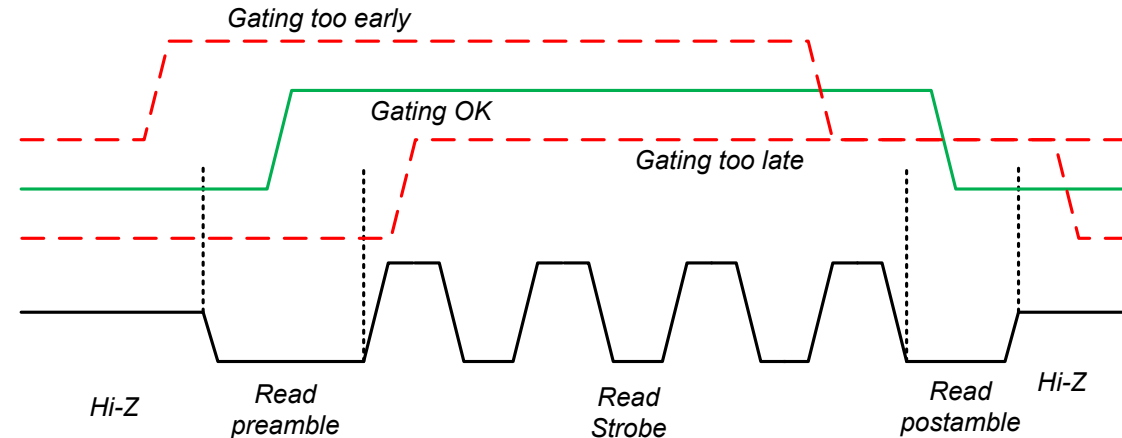 Gating too early
Gating OK
Gating too late
Hi-Z
Read
preamble
Read
Strobe
Read
postamble
Hi-Z